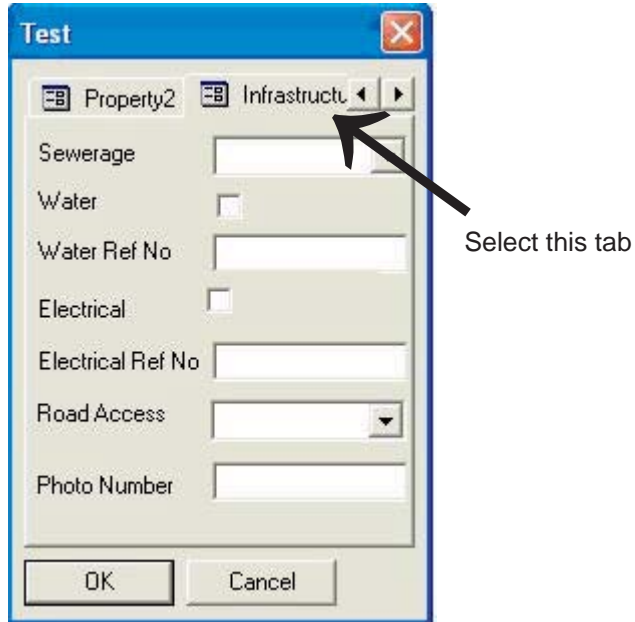 Test
Property2 Infrastructu
Sewerage
Water
Select this tab
Water Ref No
Electrical
Electrical Ref No
Road Access
Photo Number
OK Cancel